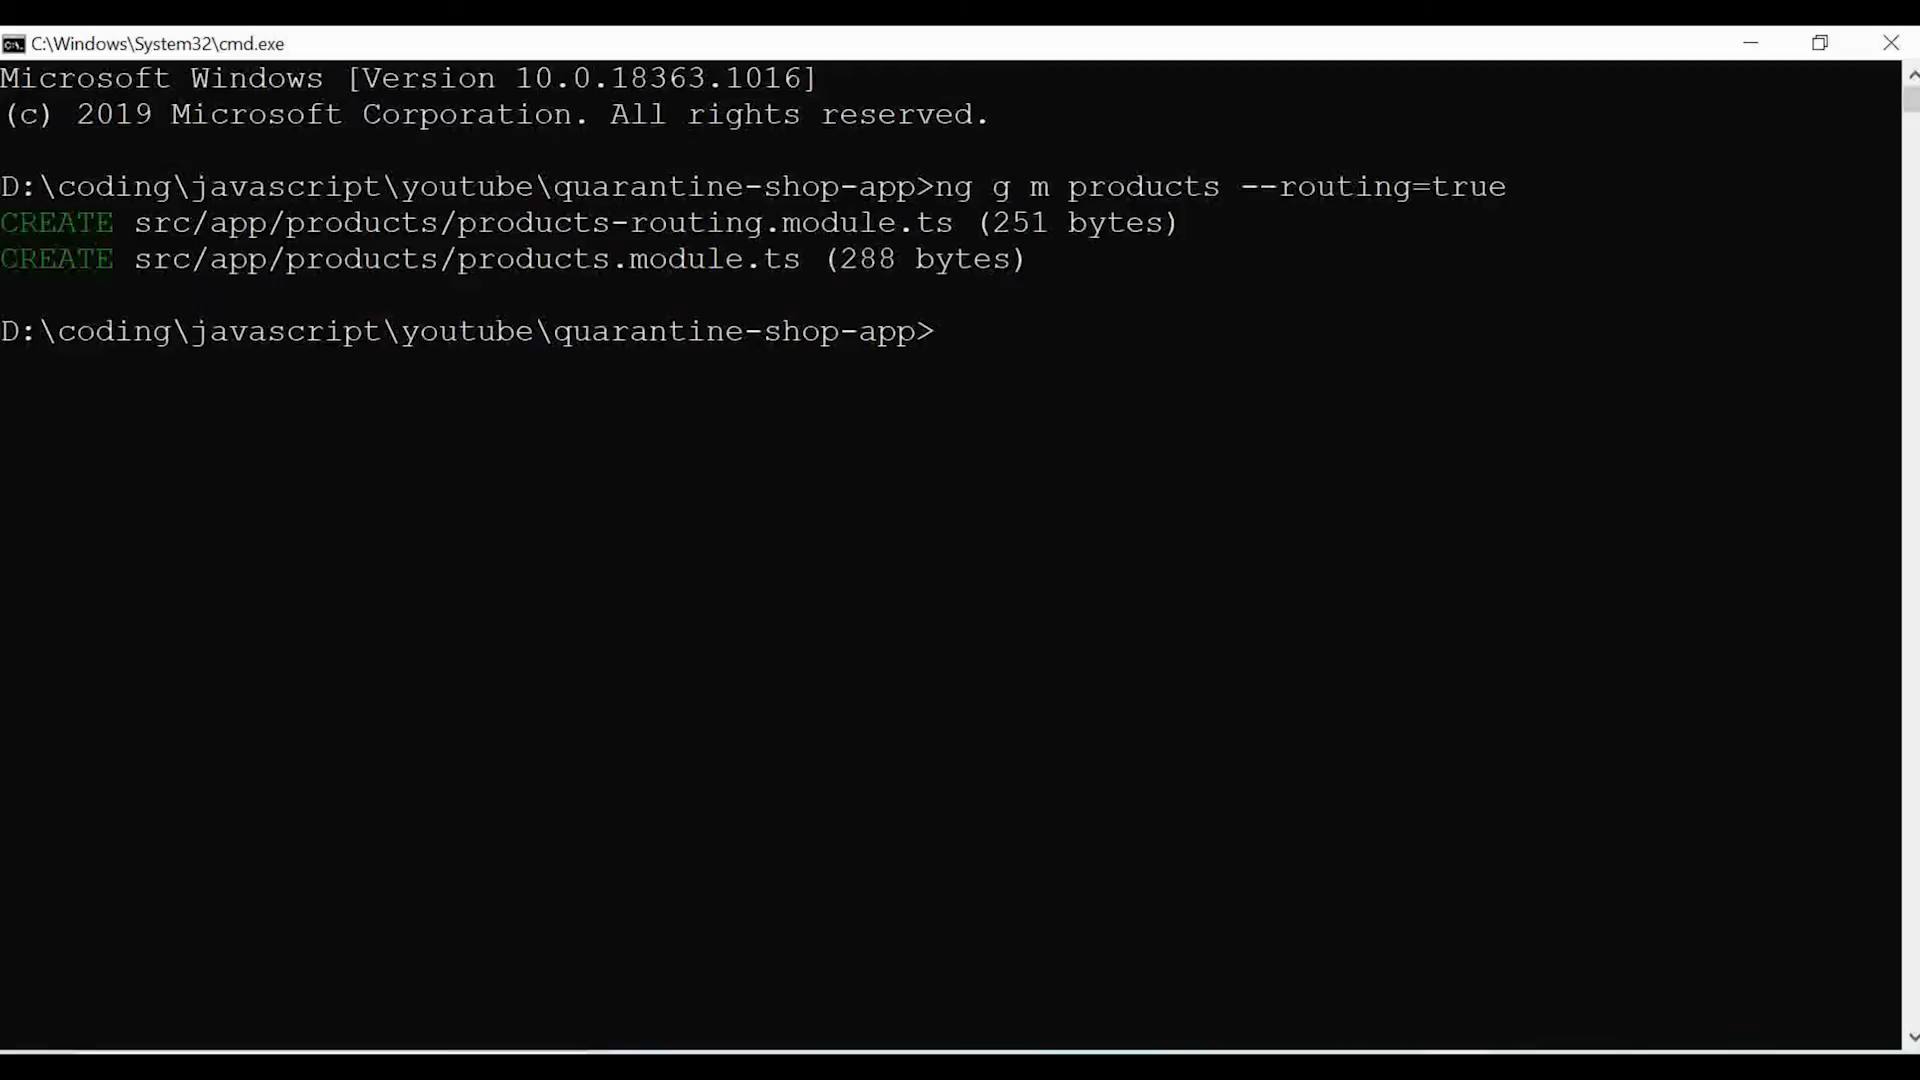 C:\Windows\System32\cmd.exe
Microsoft Windows [Version 10.0.18363.1016]
(c) 2019 Microsoft Corporation. All rights reserved.
D:\coding\javascript\youtube\quarantine-shop-app>ng g m products --routing=true
CREATE src/app/products/products-routing.module.ts (251 bytes)
CREATE src/app/products/products.module.ts (288 bytes)
D:\coding\javascript\youtube\quarantine-shop-app>